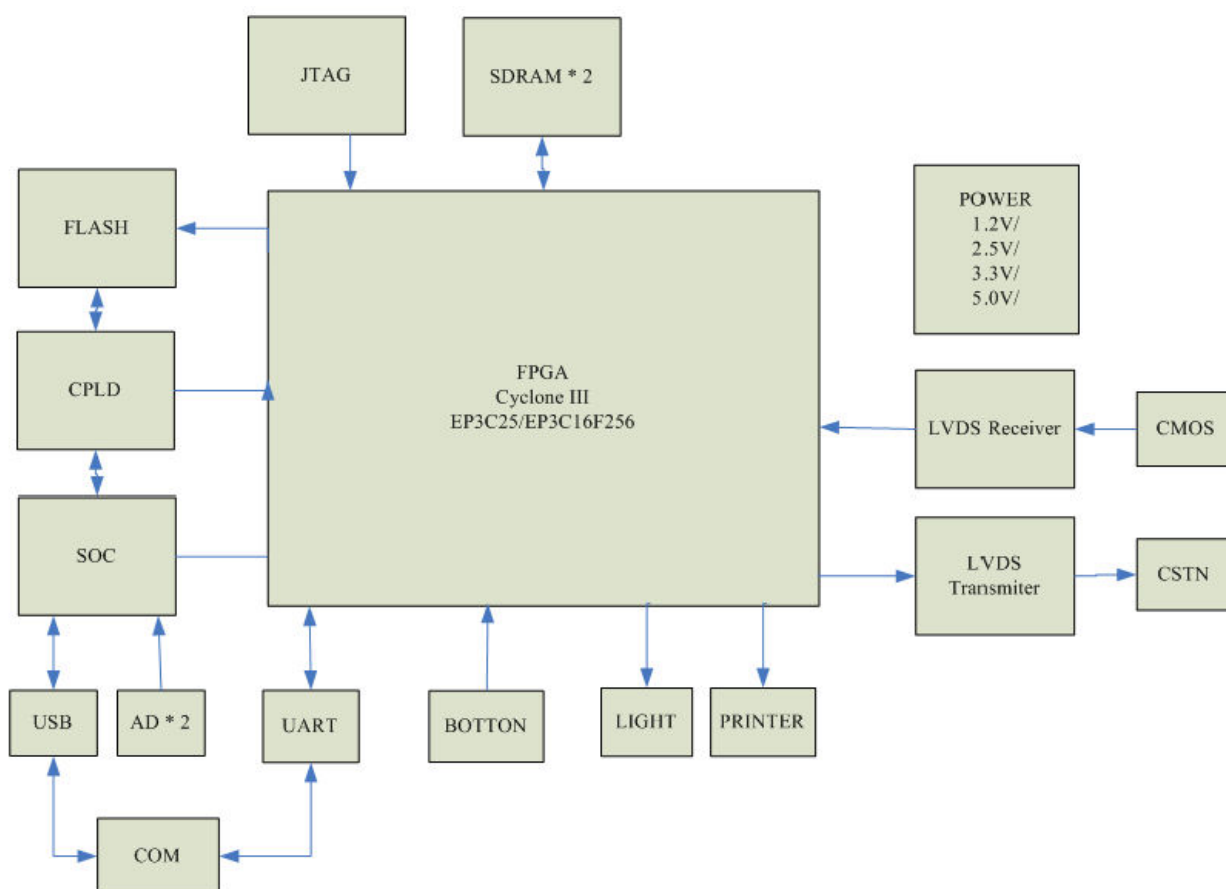 JTAG
SDRAM * 2
FLASH
POWER
1.2V/
2.5V/
3.3V/
5.0V/
CPLD
FPGA
Cyclone III
EP3C25/EP3C16F256
LVDS Receiver
CMOS
SOC
LVDS
Transmiter
CSTN
USB
AD * 2
UART
BOTTON
LIGHT
PRINTER
COM